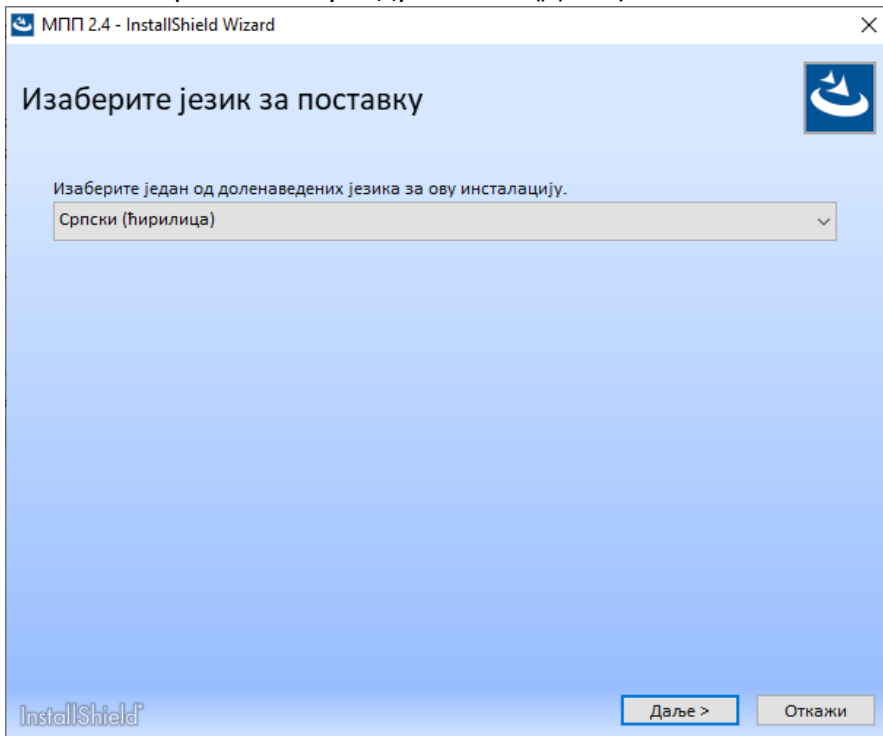 МПП 2.4 - InstallShield Wizard
Изаберите језик за поставку
Изаберите један од доленаведених језика за ову инсталацију.
Српски (ћирилица)
InstallShield
Даље >
Откажи